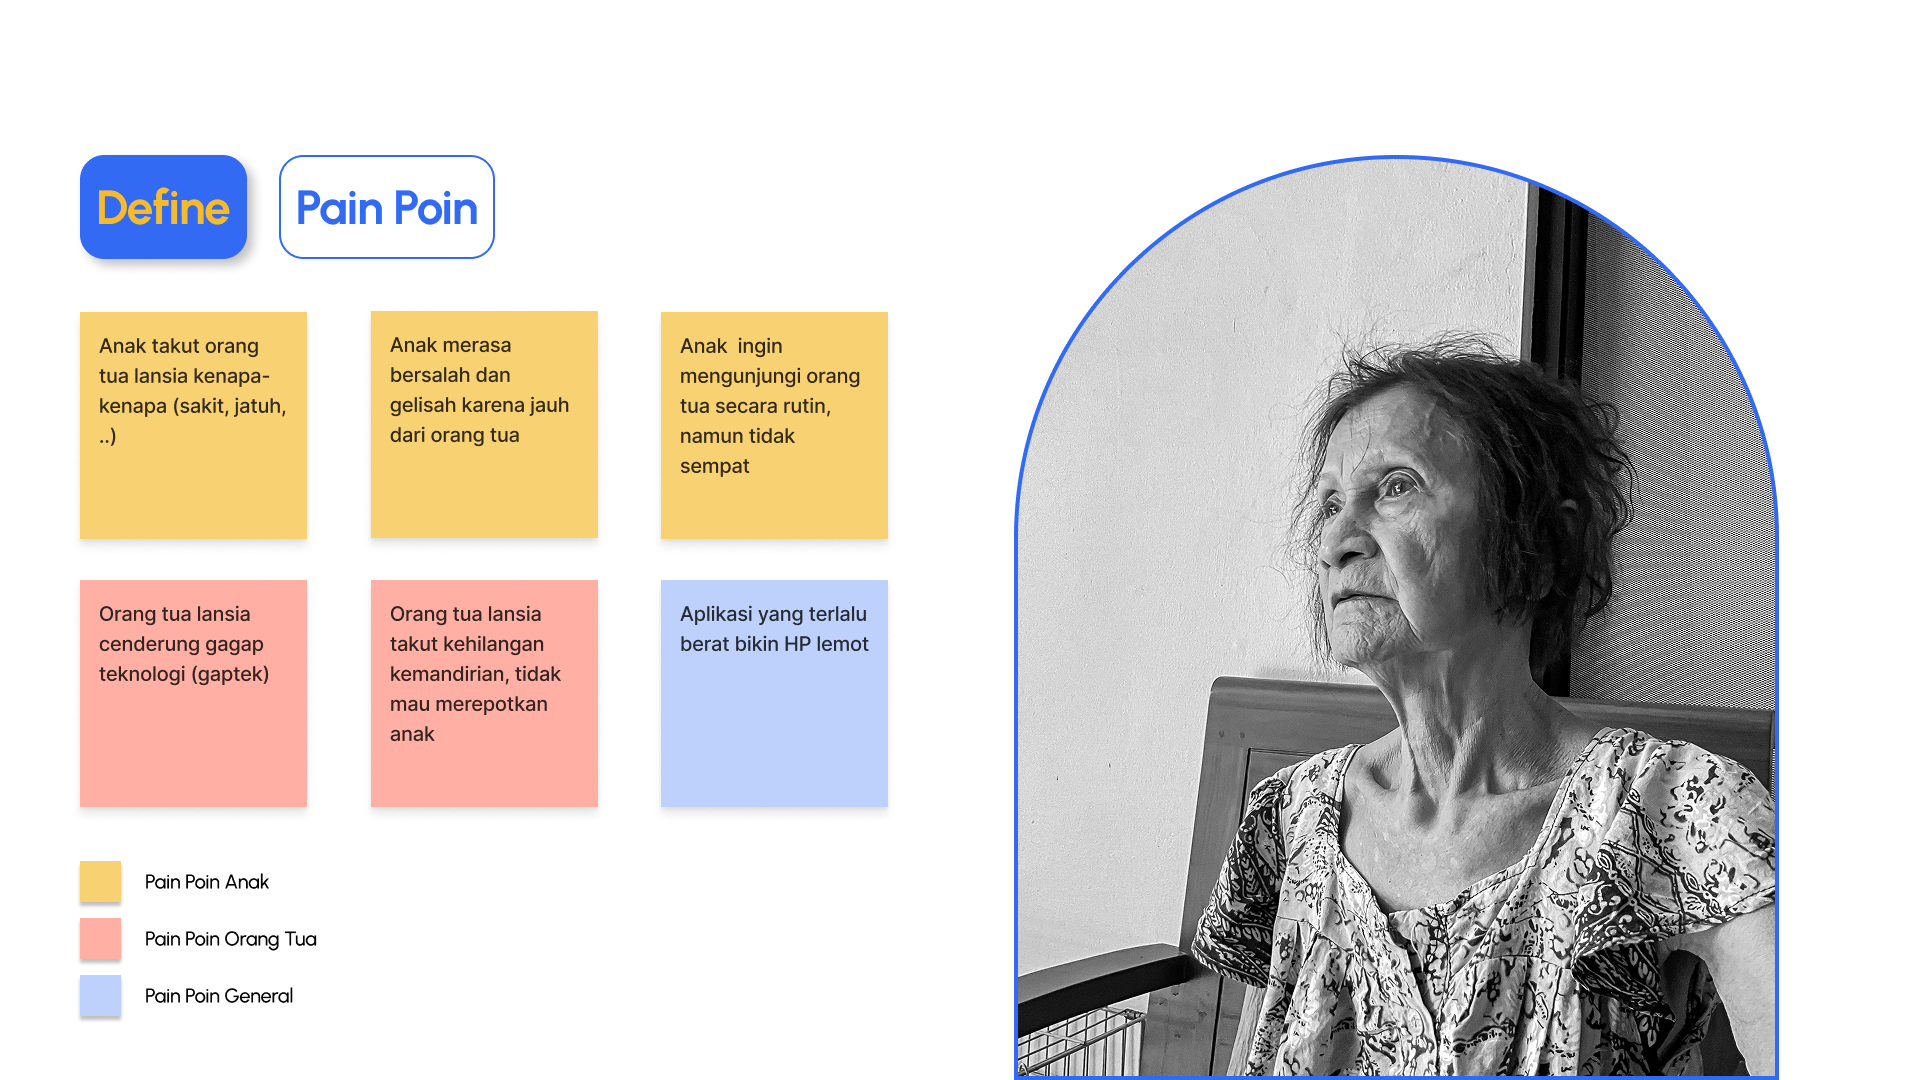 Define
Pain Poin
Anak takut orang
tua lansia kenapa-
kenapa (sakit, jatuh,
..)
Anak merasa
bersalah dan
gelisah karena jauh
dari orang tua
Anak  ingin
mengunjungi orang
tua secara rutin,
namun tidak
sempat
Orang tua lansia
cenderung gagap
teknologi (gaptek)
Orang tua lansia
takut kehilangan
kemandirian, tidak
mau merepotkan
anak
Aplikasi yang terlalu
berat bikin HP lemot
Pain Poin Anak
Pain Poin Orang Tua
Pain Poin General